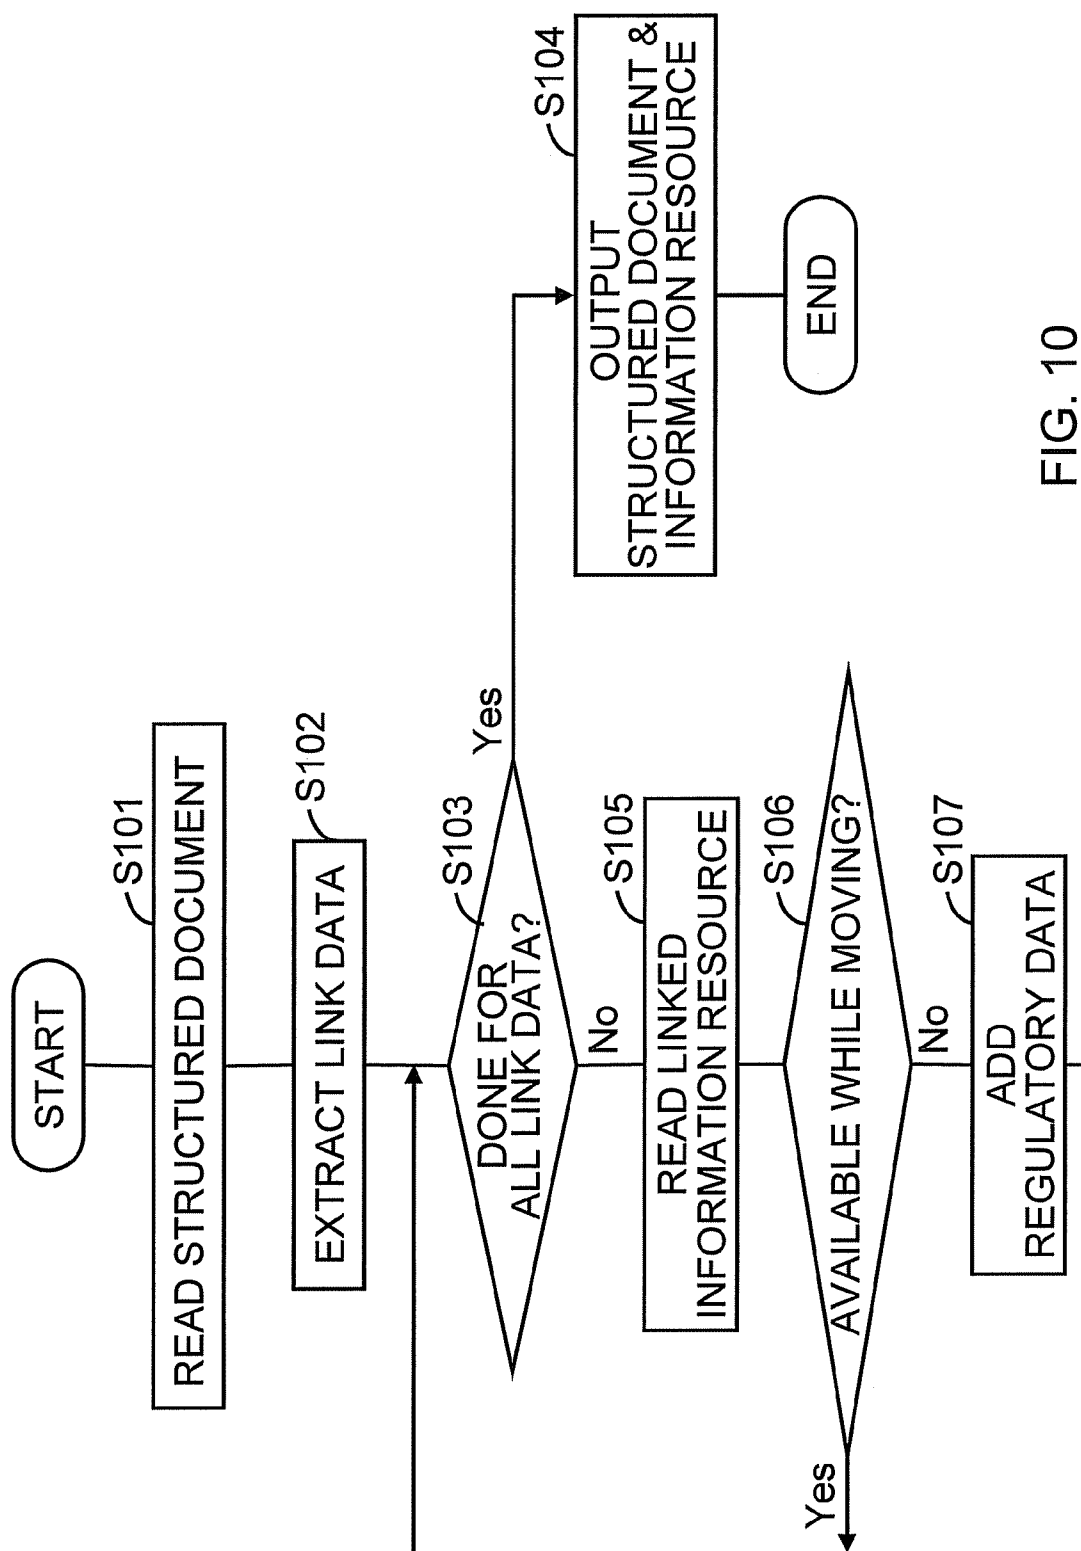 START
S101
READ STRUCTURED DOCUMENT
S102
EXTRACT LINK DATA
S103
DONE FOR
ALL LINK DATA?
Yes
No
S104
OUTPUT
STRUCTURED DOCUMENT &
INFORMATION RESOURCE
END
S105
READ LINKED
INFORMATION RESOURCE
S106
AVAILABLE WHILE MOVING?
Yes
No
S107
ADD
REGULATORY DATA
FIG. 10